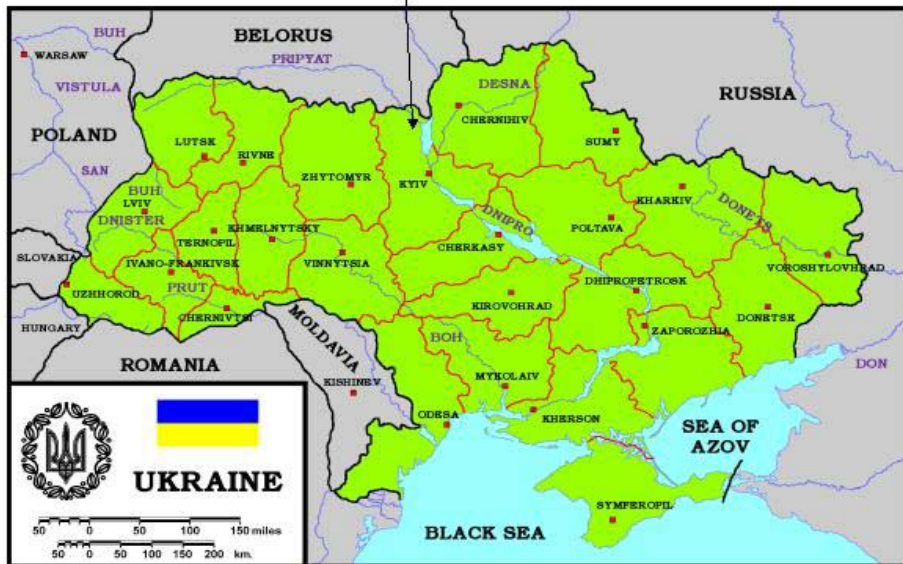 BUH
BELORUS
PRIPYAT
WARSAW
VISTULA
DESNA
RUSSIA
CHERNIHIV
POLAND
SUMY
LUTSK
RIVNE
SAN
ZHYTOMYR
KYIV
BUH
KHARKIV
LVIV
DONETS
DNISTER
DNIPRO
KHMELNYTSKY
POLTAVA
TERNOPIL
CHERKASY
SLOVAKIA
IVANO-FRANKIVSK
VINNYTSIA
VOROSHYLOVHRAD
UZHHOROD
PRUT
DHIPROPETROSK
KIROVOHRAD
DONETSK
CHERNIVTSI
HUNGARY
ZAPOROZHIA
MOLDAVIA
BOH
ROMANIA
DON
KISHINEV
MYKOLAIV
ODESA
KHERSON
SEA OF
AZOV
UKRAINE
SYMFEROPIL
50 0 50 100 150 miles
BLACK SEA
50 0 50 100 150 200 km.